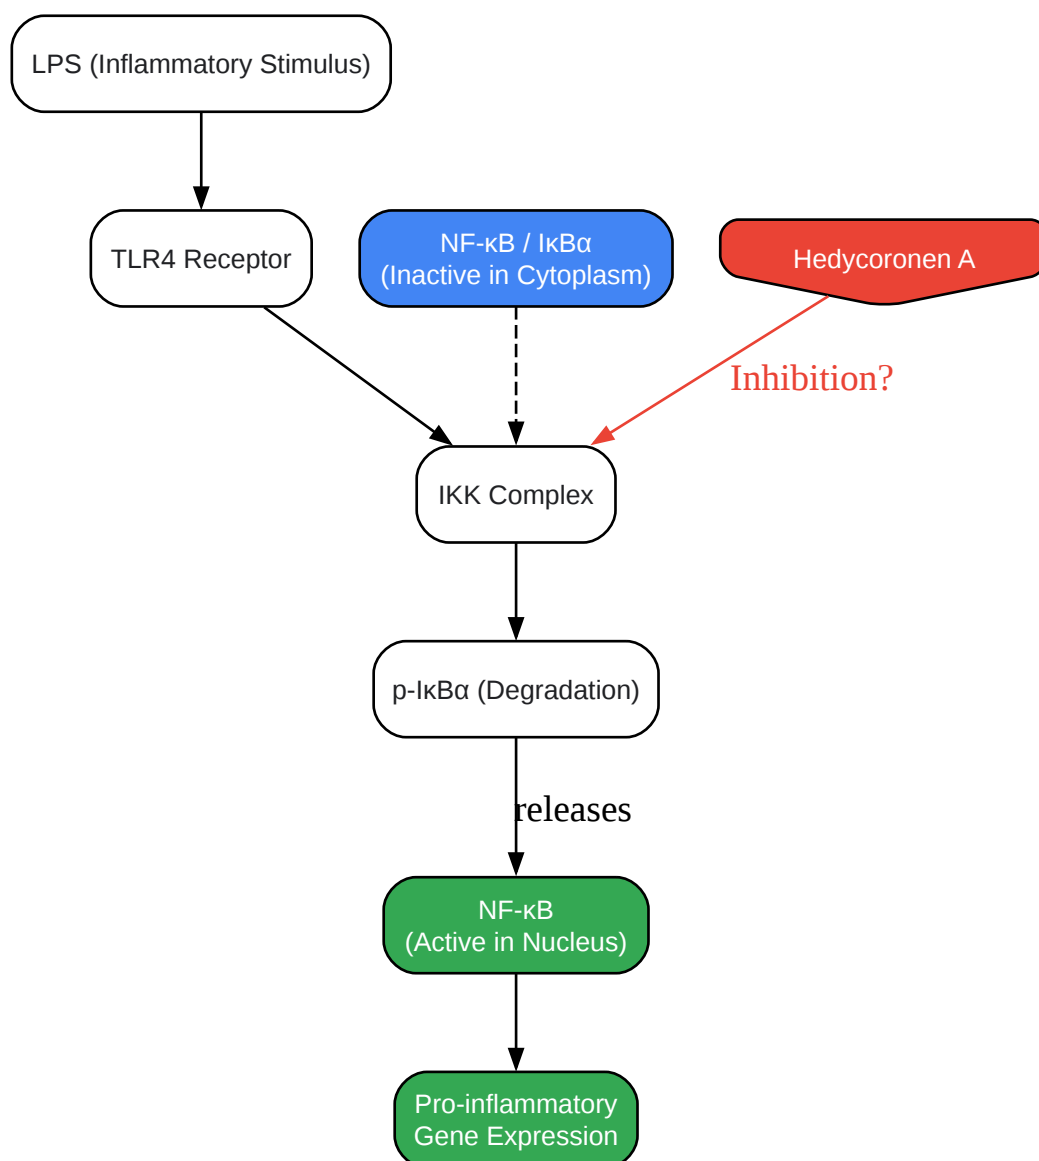 LPS (Inflammatory Stimulus)
TLR4 Receptor
NF-κB / IκBα
(Inactive in Cytoplasm)
Hedycoronen A
Inhibition?
IKK Complex
p-IκBα (Degradation)
releases
NF-κB
(Active in Nucleus)
Pro-inflammatory
Gene Expression